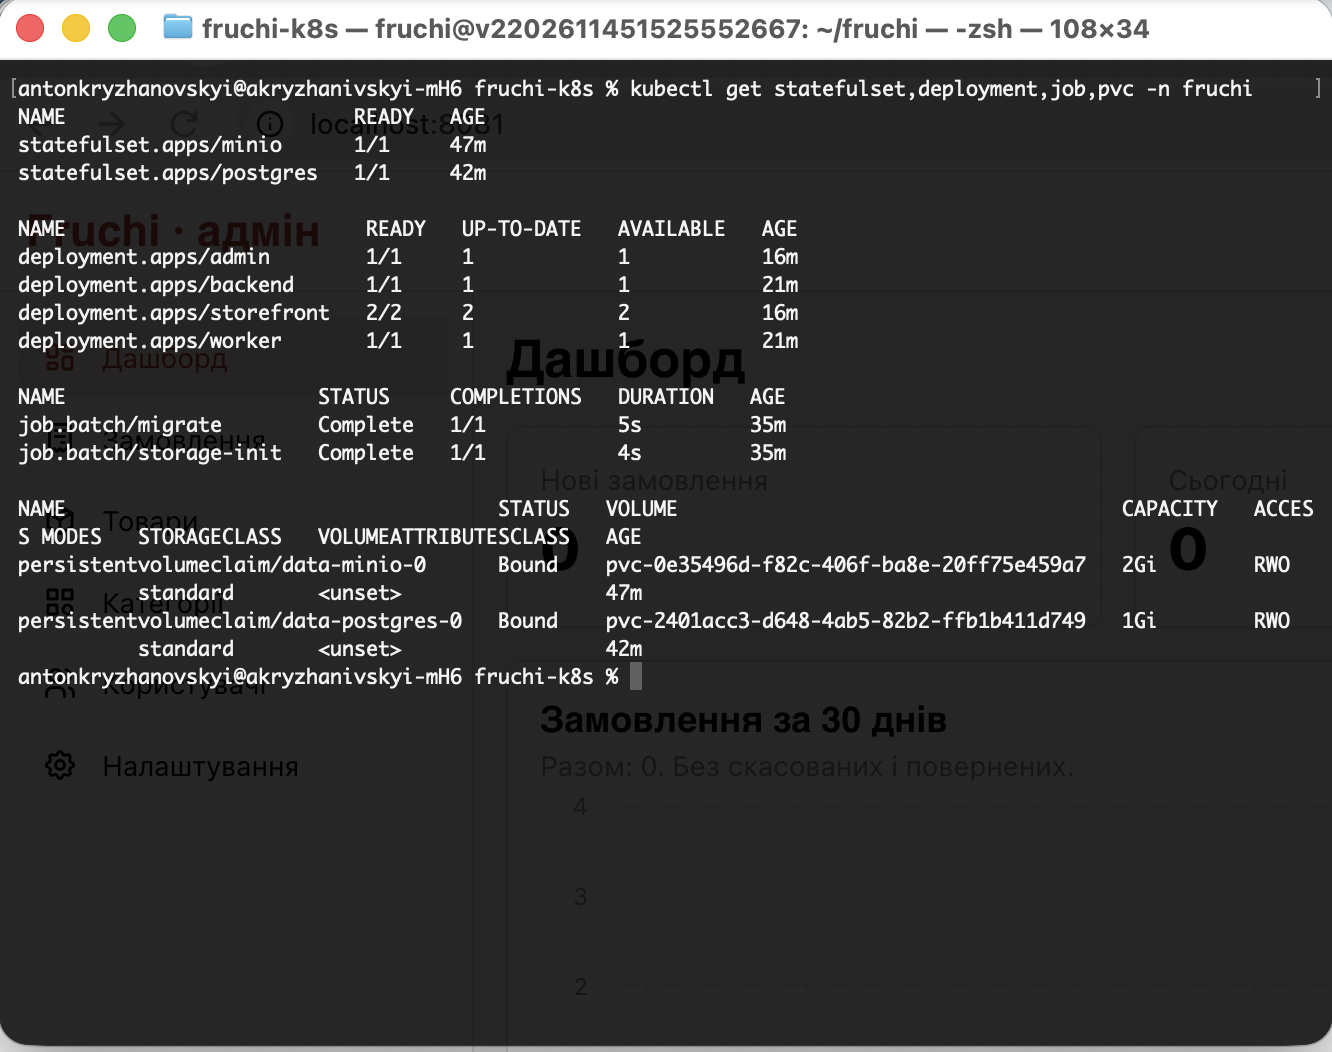 fruchi-k8s — fruchi@v2202611451525552667: ~/fruchi — -zsh — 108×34
[antonkryzhanovskyi@akryzhanivskyi-mH6 fruchi-k8s % kubectl get statefulset,deployment,job,pvc -n fruchi ]
NAME READY AGE
localhost:8081
statefulset.apps/minio 1/1 47m
statefulset.apps/postgres 1/1 42m
NAME READY UP-TO-DATE AVAILABLE AGE
Fruchi · адмін
deployment.apps/admin 1/1 1 1 16m
deployment.apps/backend 1/1 1 1 21m
deployment.apps/storefront 2/2 2 2 16m
deployment.apps/worker 1/1 1 1 21m
Дашборд
Дашборд
NAME STATUS COMPLETIONS DURATION AGE
job.batch/migrate Complete 1/1 5s 35m
Замовлення
job.batch/storage-init Complete 1/1 4s 35m
Нові замовлення Сьогодні
NAME STATUS VOLUME CAPACITY ACCES
Товари
S MODES STORAGECLASS VOLUMEATTRIBUTESCLASS AGE
0 0
persistentvolumeclaim/data-minio-0 Bound pvc-0e35496d-f82c-406f-ba8e-20ff75e459a7 2Gi RWO
standard <unset> 47m
Категорії
persistentvolumeclaim/data-postgres-0 Bound pvc-2401acc3-d648-4ab5-82b2-ffb1b411d749 1Gi RWO
standard <unset> 42m
antonkryzhanovskyi@akryzhanivskyi-mH6 fruchi-k8s %
Користувачі
Замовлення за 30 днів
Налаштування
Разом: 0. Без скасованих і повернених.
4
3
2